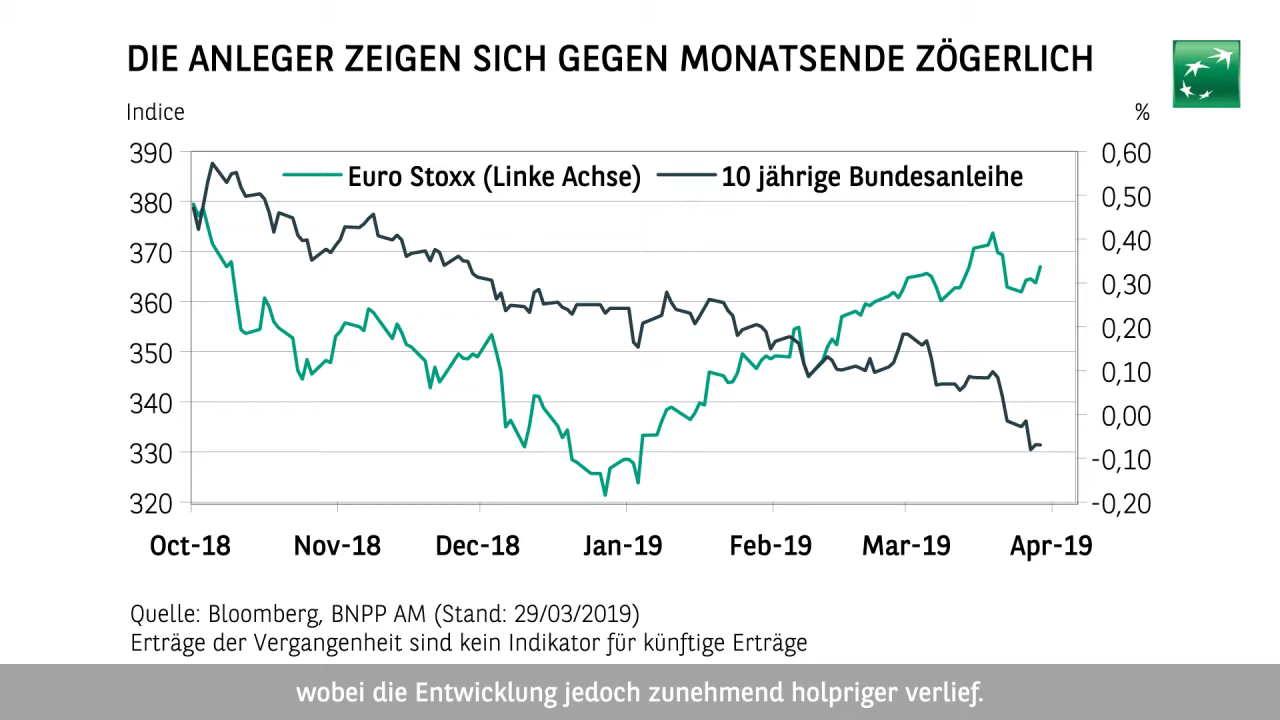 DIE ANLEGER ZEIGEN SICH GEGEN MONATSENDE ZÖGERLICH
Indice
%
Euro Stoxx (Linke Achse)
10 jährige Bundesanleihe
390
380
370
360
350
340
330
320
0,60
0,50
0,40
0,30
0,20
0,10
0,00
-0,10
-0,20
Oct-18 Nov-18 Dec-18 Jan-19 Feb-19 Mar-19 Apr-19
Quelle: Bloomberg, BNPP AM (Stand: 29/03/2019)
Erträge der Vergangenheit sind kein Indikator für künftige Erträge
wobei die Entwicklung jedoch zunehmend holpriger verlief.